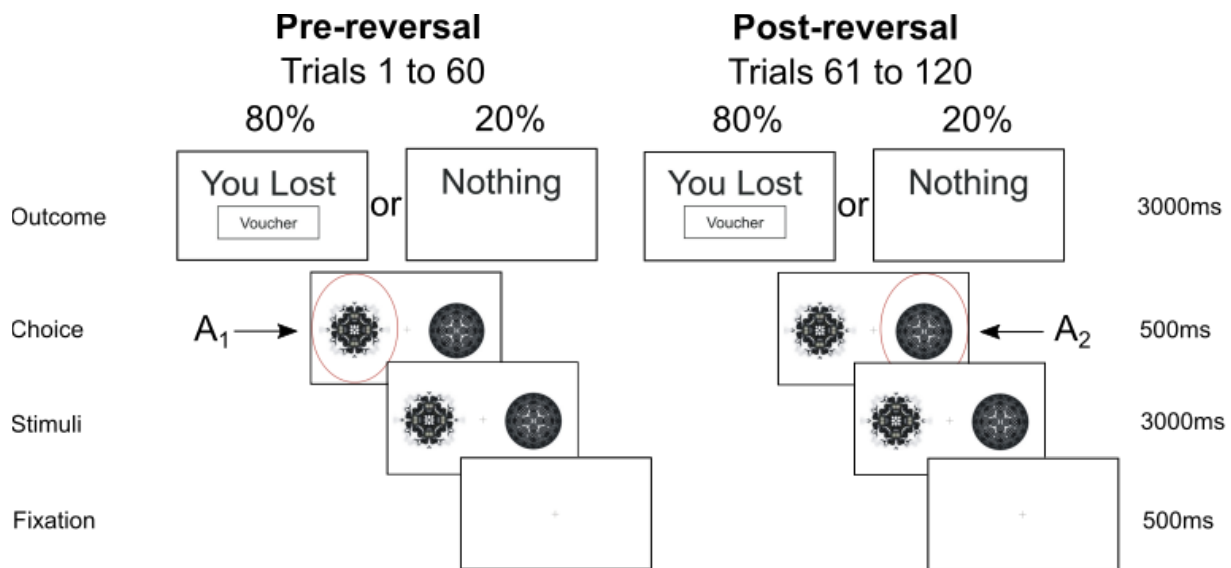 Pre-reversal Post-reversal
Trials 1 to 60 Trials 61 to 120
80% 20% 80% 20%
You Lost or Nothing You Lost or Nothing
Voucher Voucher
Outcome 3000ms
Choice A₁ A₂ 500ms
Stimuli 3000ms
Fixation 500ms